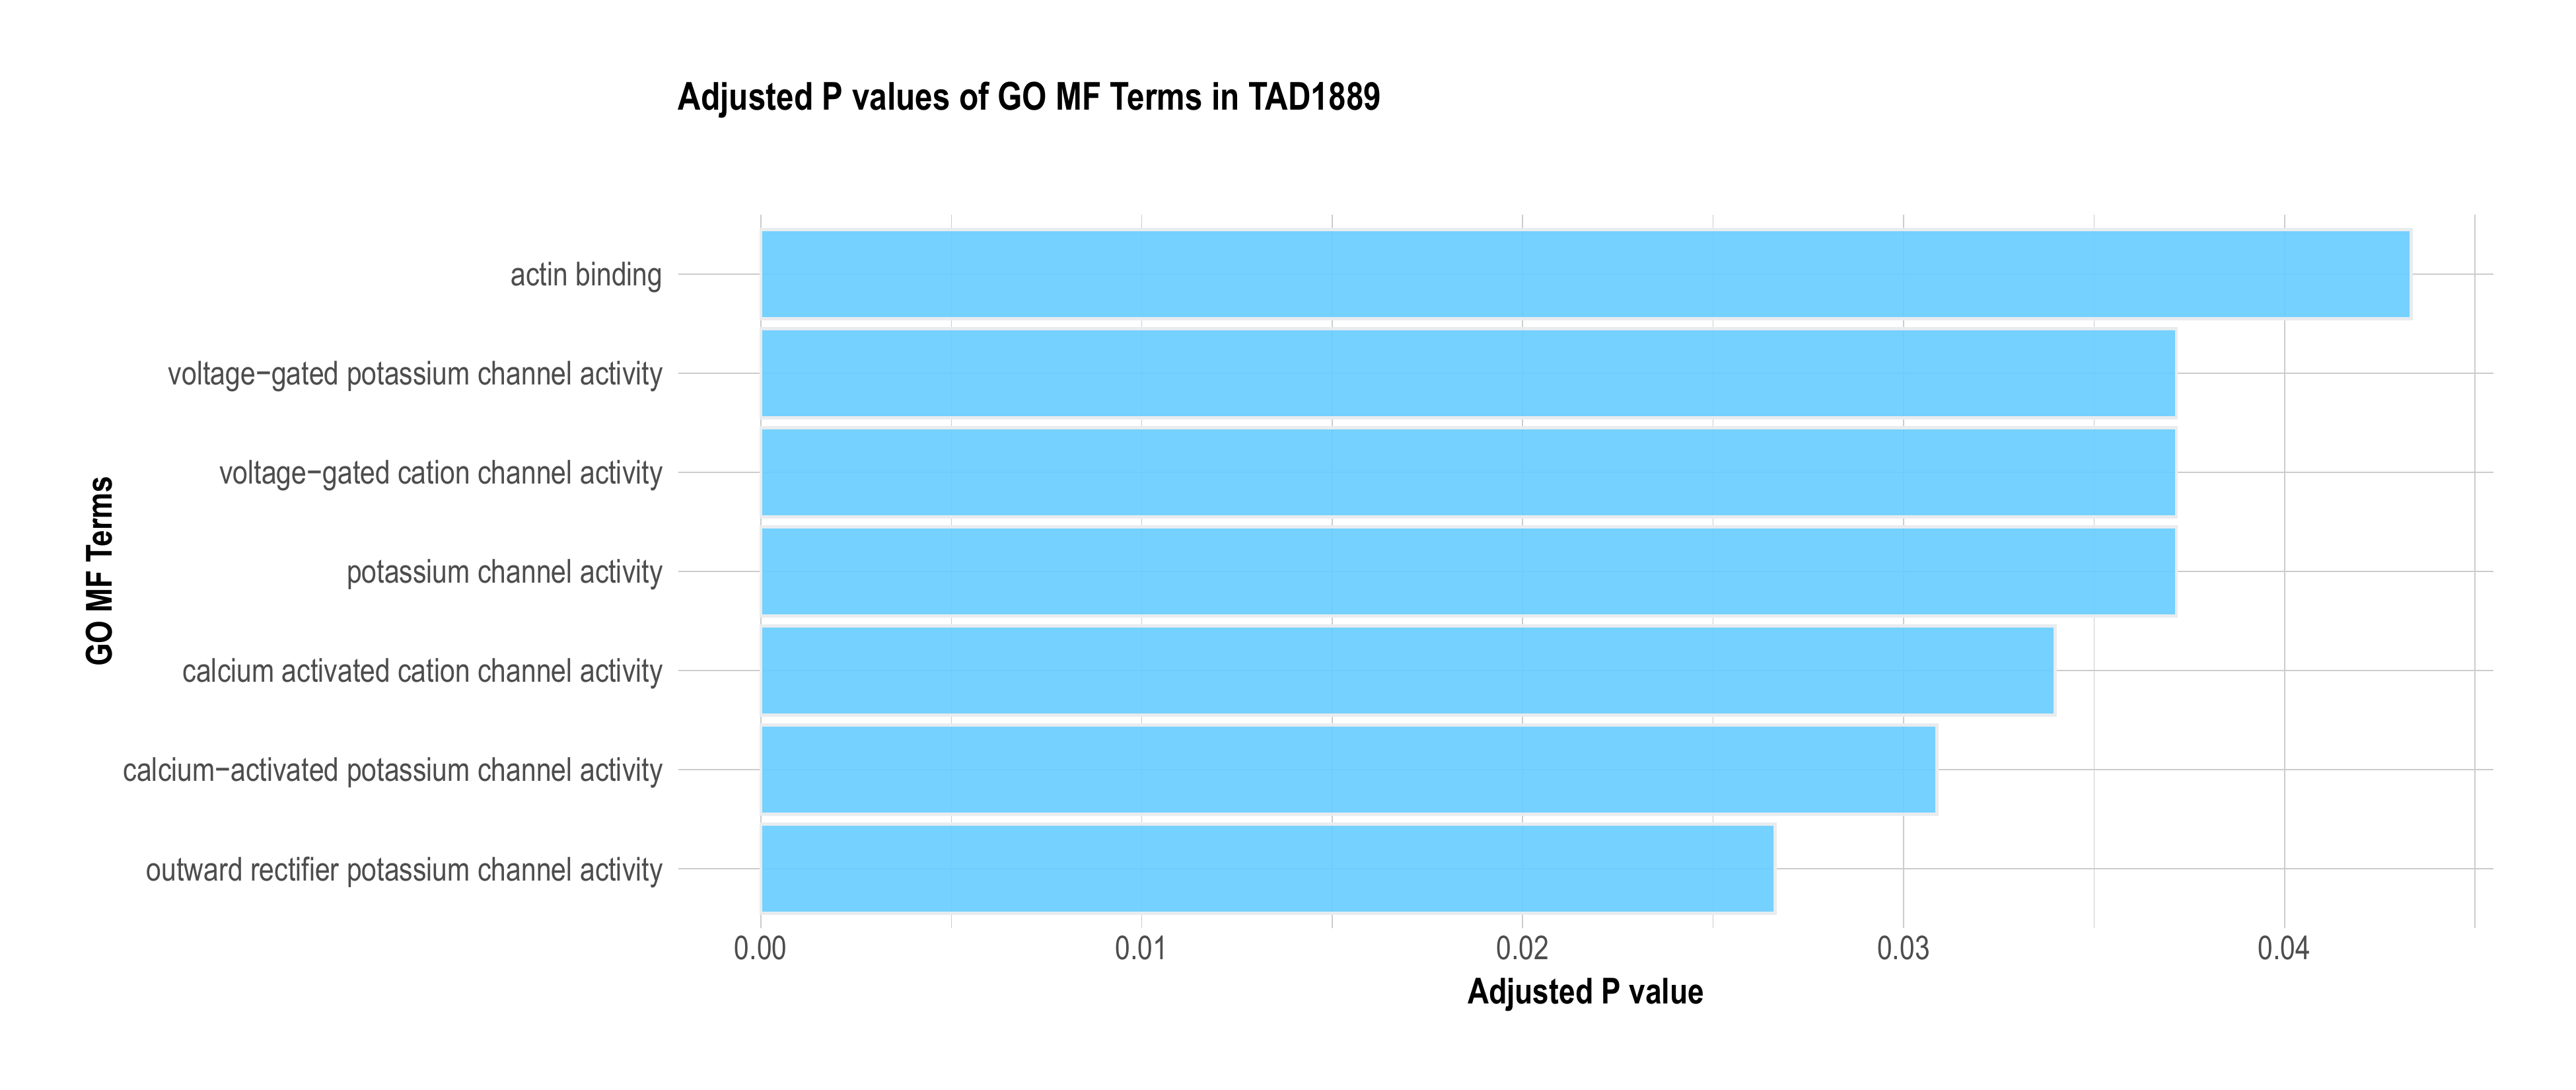 Adjusted P values of GO MF Terms in TAD1889
GO MF Terms
actin binding
voltage−gated potassium channel activity
voltage−gated cation channel activity
potassium channel activity
calcium activated cation channel activity
calcium−activated potassium channel activity
outward rectifier potassium channel activity
0.00 0.01 0.02 0.03 0.04
Adjusted P value